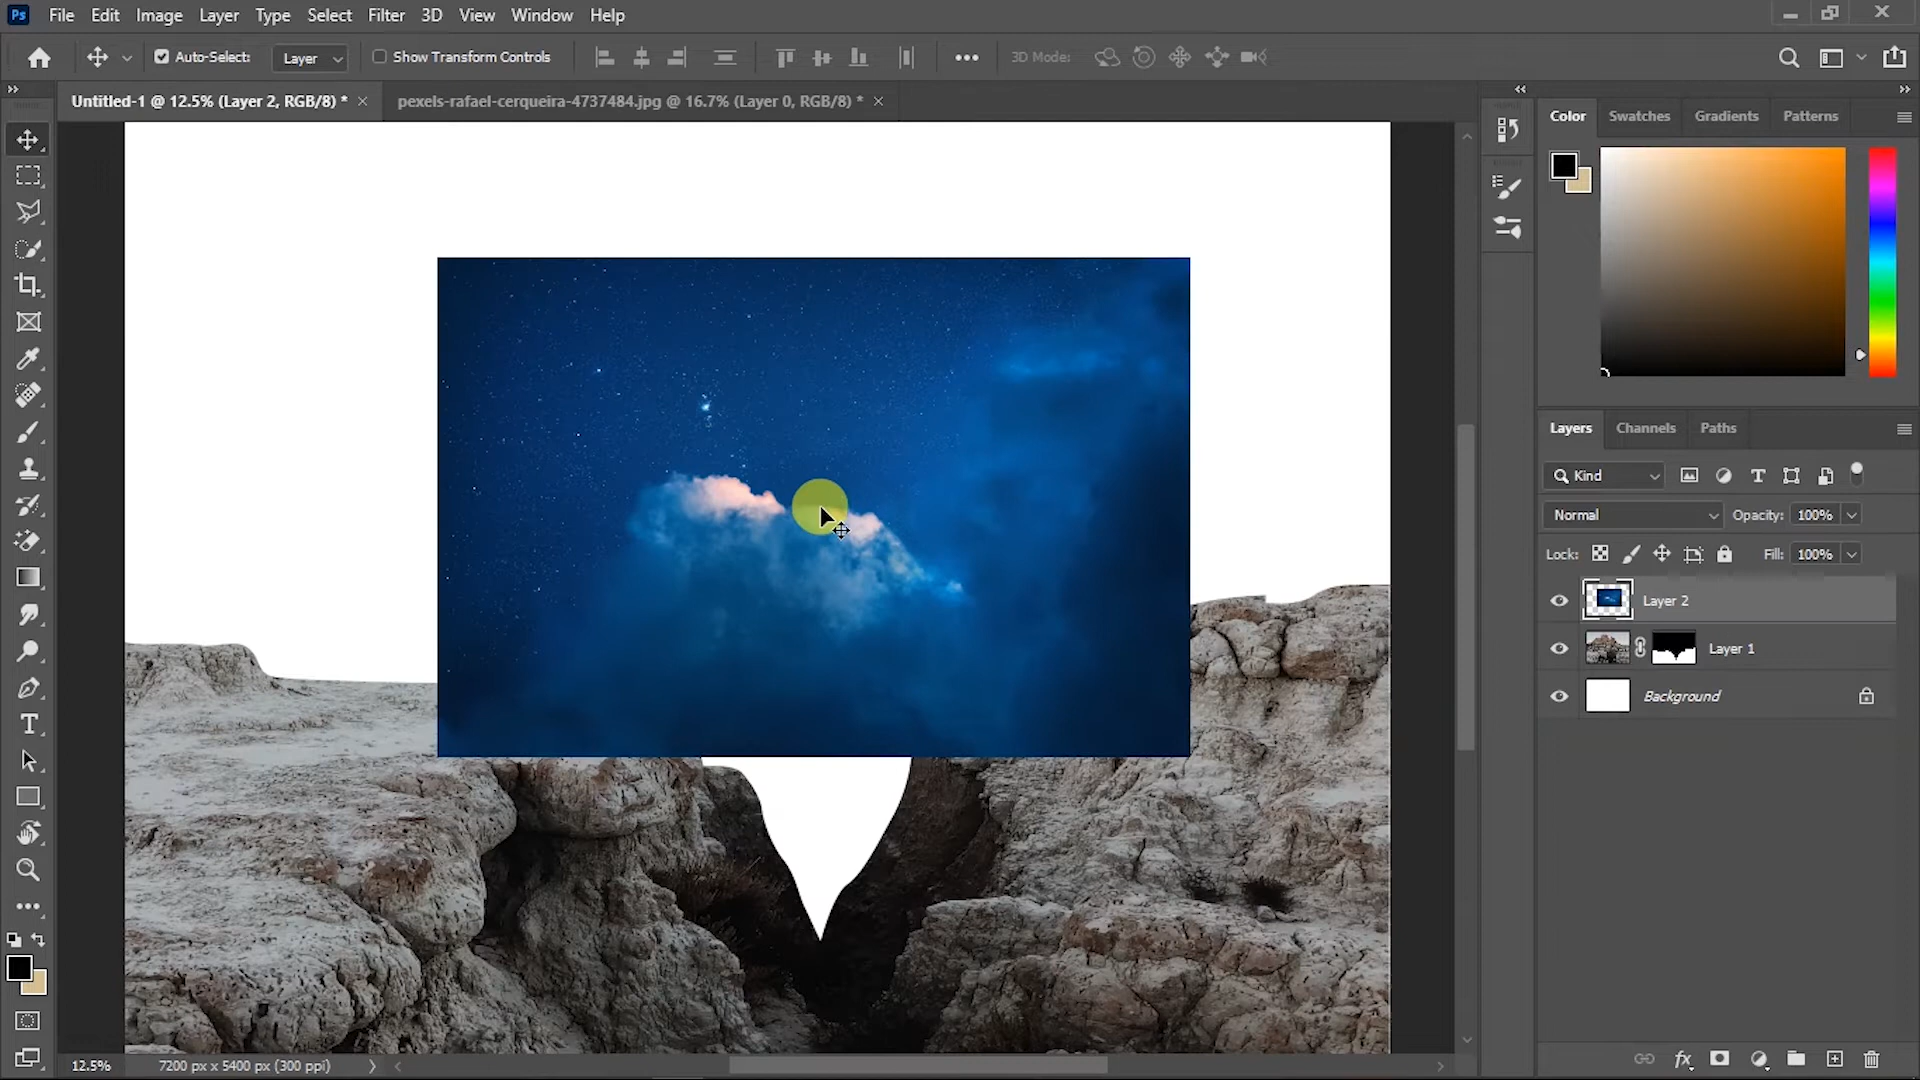 Ps File Edit Image Layer Type Select Filter 3D View Window Help
Auto-Select: Layer Show Transform Controls 3D Mode:
Untitled-1 @ 12.5% (Layer 2, RGB/8) * pexels-rafael-cerqueira-4737484.jpg @ 16.7% (Layer 0, RGB/8) *
Color Swatches Gradients Patterns
Layers Channels Paths
Kind
Normal Opacity: 100%
Lock: Fill: 100%
Layer 2
Layer 1
Background
fx
12.5% 7200 px x 5400 px (300 ppi)